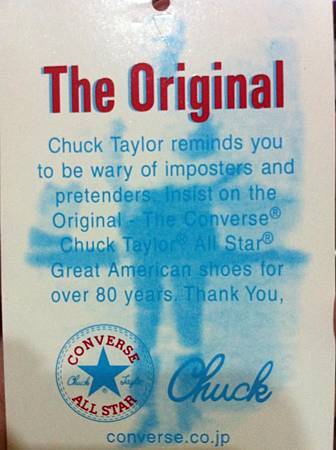 The Original
Chuck Taylor reminds you
to be wary of imposters and
pretenders. Insist on the
Original - The Converse®
Chuck Taylor® All Star®
Great American shoes for
over 80 years. Thank You,
CONVERSE
Chuck Taylor
ALL STAR
Chuck
converse.co.jp